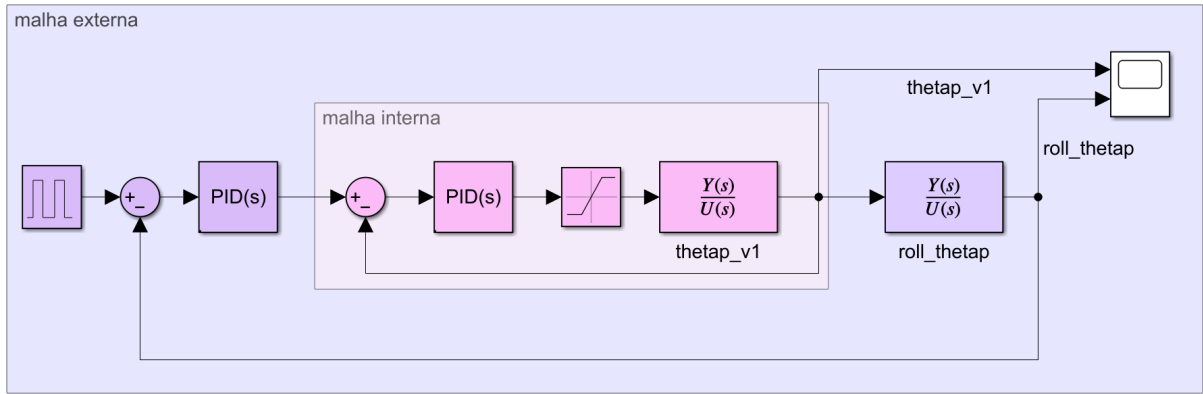 malha externa
thetap_v1
malha interna
roll_thetap
+
−
PID(s)
+
−
PID(s)
Y(s)
U(s)
Y(s)
U(s)
thetap_v1
roll_thetap